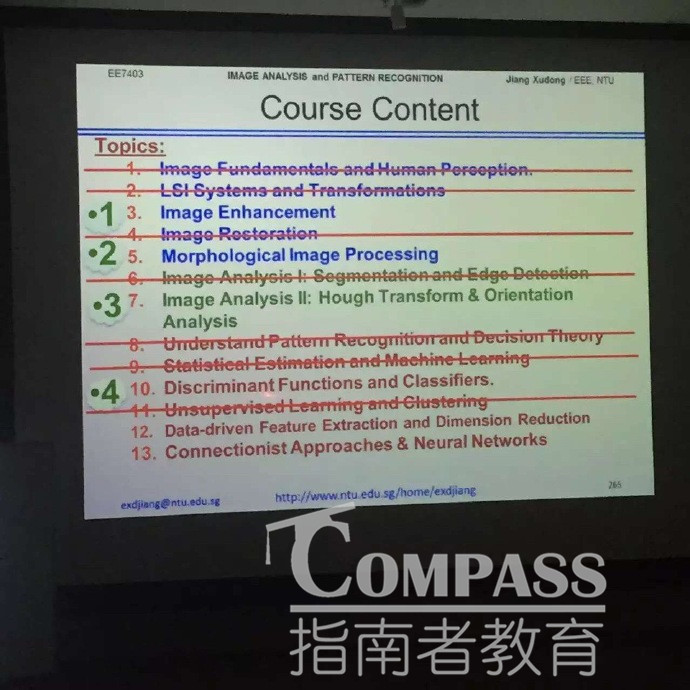 EE7403 IMAGE ANALYSIS and PATTERN RECOGNITION Jiang Xudong / EEE, NTU
Course Content
Topics:
1. Image Fundamentals and Human Perception.
2. LSI Systems and Transformations
•1 3. Image Enhancement
4. Image Restoration
•2 5. Morphological Image Processing
6. Image Analysis I: Segmentation and Edge Detection
•3 7. Image Analysis II: Hough Transform & Orientation
Analysis
8. Understand Pattern Recognition and Decision Theory
9. Statistical Estimation and Machine Learning
•4 10. Discriminant Functions and Classifiers.
11. Unsupervised Learning and Clustering
12. Data-driven Feature Extraction and Dimension Reduction
13. Connectionist Approaches & Neural Networks
exdjiang@ntu.edu.sg http://www.ntu.edu.sg/home/exdjiang 265
COMPASS
指南者教育